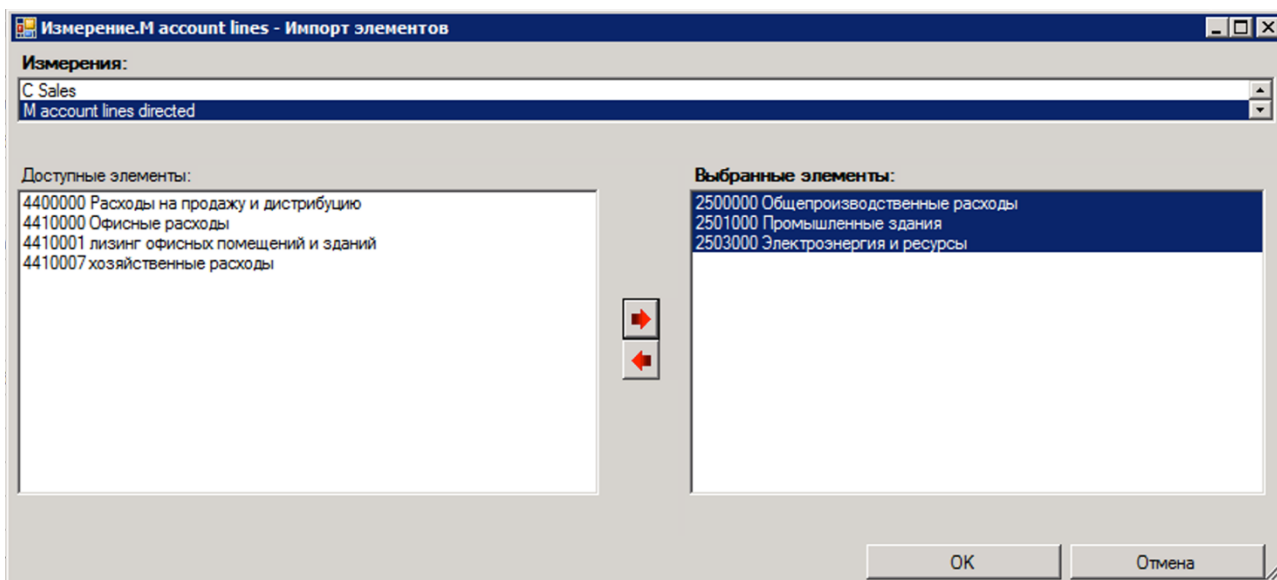 Измерение.M account lines - Импорт элементов
Измерения:
C Sales
M account lines directed
Доступные элементы:
4400000 Расходы на продажу и дистрибуцию
4410000 Офисные расходы
4410001 лизинг офисных помещений и зданий
4410007 хозяйственные расходы
Выбранные элементы:
2500000 Общепроизводственные расходы
2501000 Промышленные здания
2503000 Электроэнергия и ресурсы
OK
Отмена